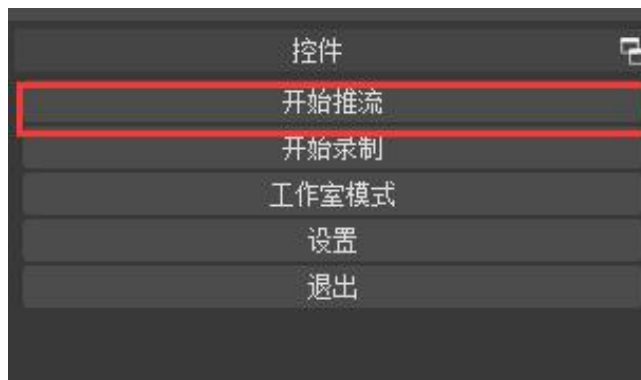 控件
开始推流
开始录制
工作室模式
设置
退出